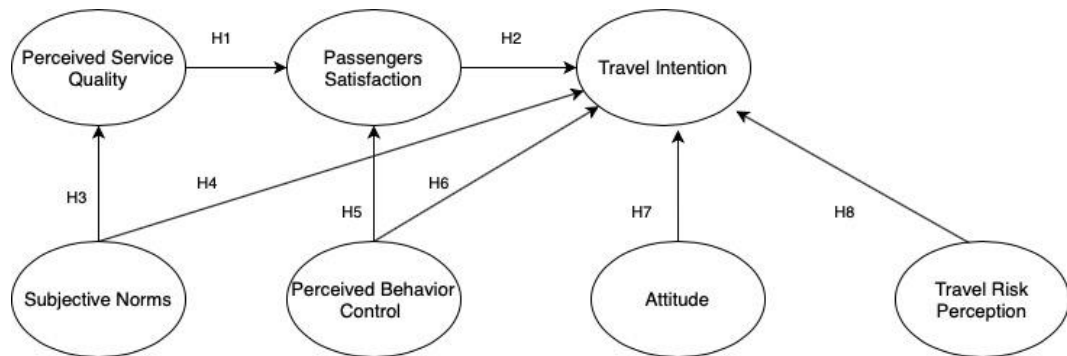 H1
H2
Perceived Service
Quality
Passengers
Satisfaction
Travel Intention
H3
H4
H5
H6
H7
H8
Subjective Norms
Perceived Behavior
Control
Attitude
Travel Risk
Perception